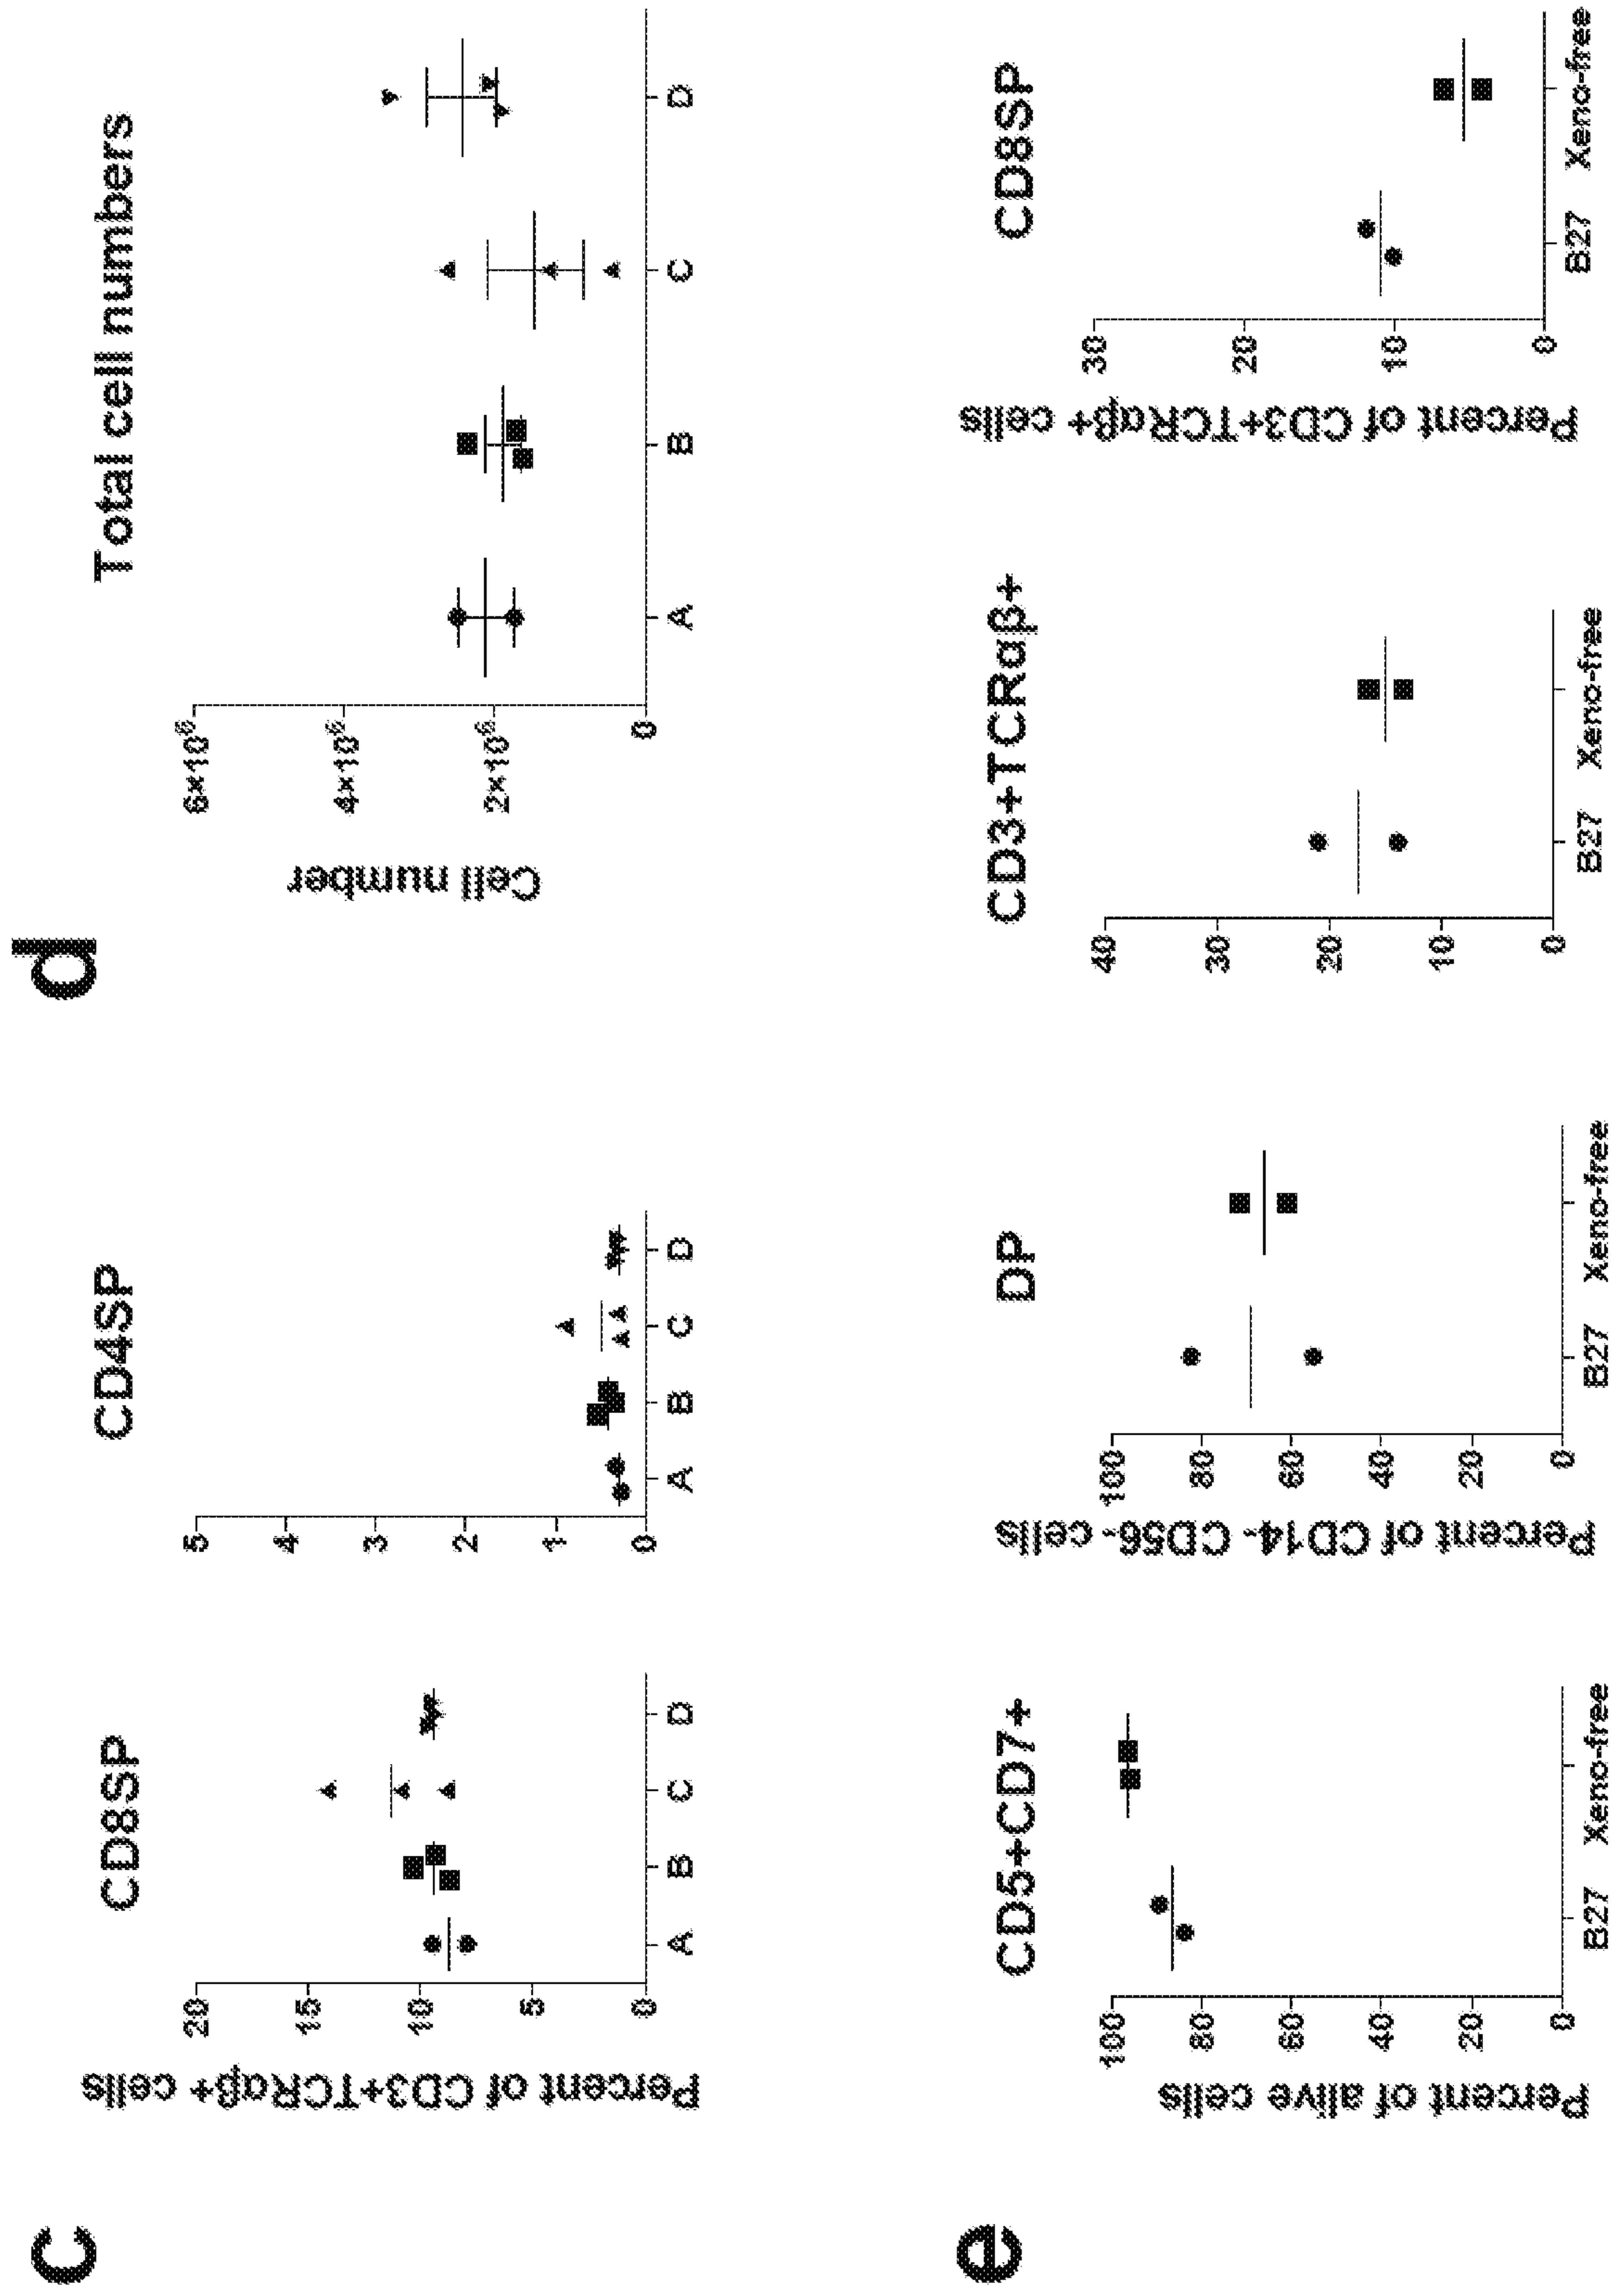 c
CD8SP
Percent of CD3+TCRαβ+ cells
20
15
10
5
0
A B C D
CD4SP
5
4
3
2
1
0
A B C D
d
Total cell numbers
Cell number
6×10⁶
4×10⁶
2×10⁶
0
A B C D
e
CD5+CD7+
Percent of alive cells
100
80
60
40
20
0
B27 Xeno-free
DP
Percent of CD14- CD56- cells
100
80
60
40
20
0
B27 Xeno-free
CD3+TCRαβ+
40
30
20
10
0
B27 Xeno-free
CD8SP
Percent of CD3+TCRαβ+ cells
30
20
10
0
B27 Xeno-free